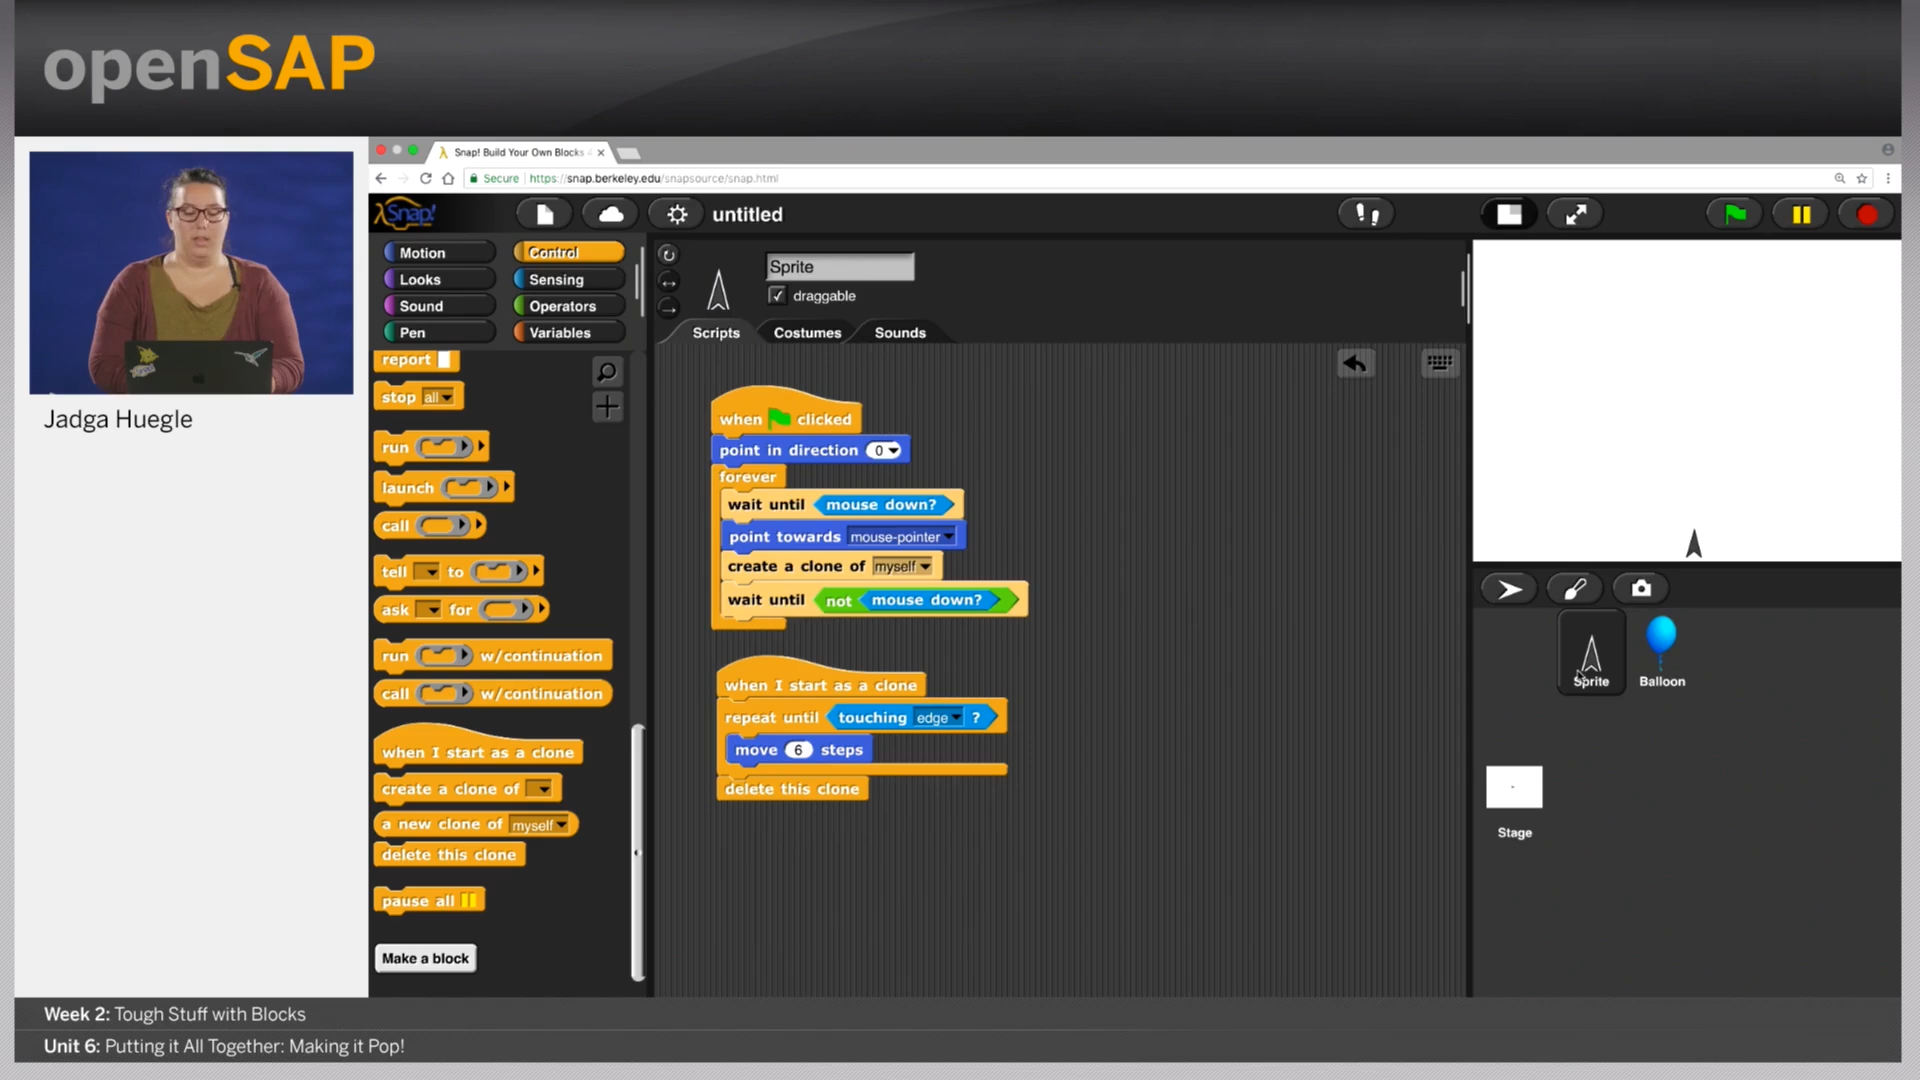 openSAP
Jadga Huegle
Snap! Build Your Own Blocks
Secure https://snap.berkeley.edu/snapsource/snap.html
Snap!
untitled
Motion
Control
Looks
Sensing
Sound
Operators
Pen
Variables
report
stop all
run
launch
call
tell to
ask for
run w/continuation
call w/continuation
when I start as a clone
create a clone of
a new clone of myself
delete this clone
pause all
Make a block
Sprite
draggable
Scripts
Costumes
Sounds
when clicked
point in direction 0
forever
wait until mouse down?
point towards mouse-pointer
create a clone of myself
wait until not mouse down?
when I start as a clone
repeat until touching edge ?
move 6 steps
delete this clone
Sprite
Balloon
Stage
Week 2: Tough Stuff with Blocks
Unit 6: Putting it All Together: Making it Pop!